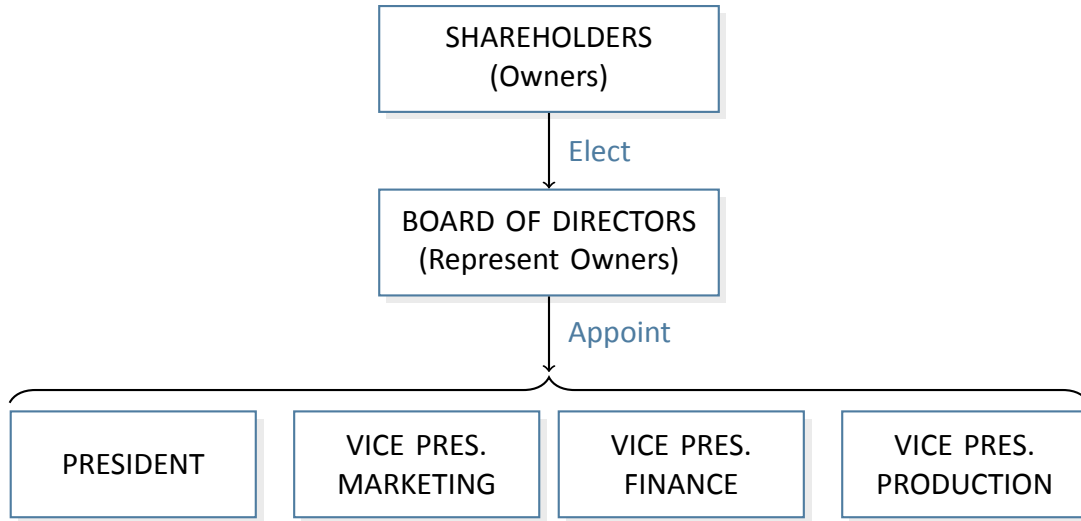 SHAREHOLDERS
(Owners)
Elect
BOARD OF DIRECTORS
(Represent Owners)
Appoint
PRESIDENT
VICE PRES.
MARKETING
VICE PRES.
FINANCE
VICE PRES.
PRODUCTION